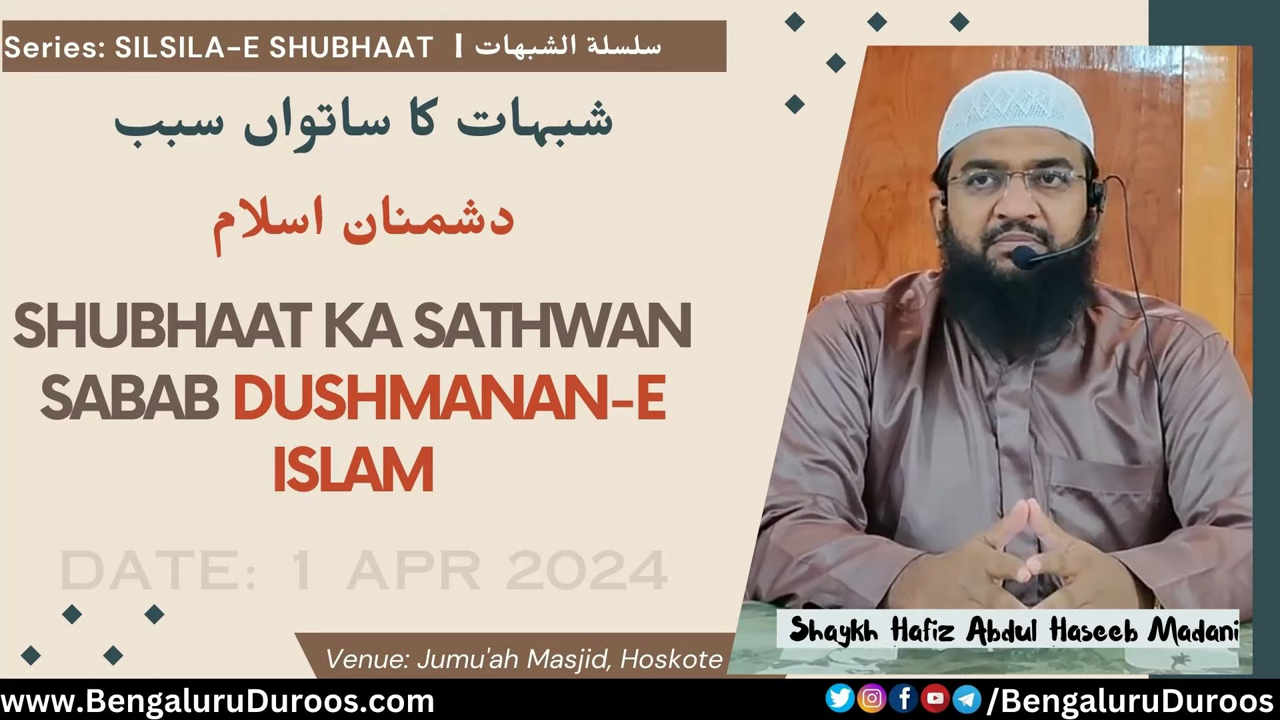 Series: SILSILA-E SHUBHAAT | سلسلة الشبهات
شبہات کا ساتواں سبب
دشمنان اسلام
SHUBHAAT KA SATHWAN
SABAB DUSHMANAN-E
ISLAM
DATE: 1 APR 2024
Venue: Jumu'ah Masjid, Hoskote
Shaykh Hafiz Abdul Haseeb Madani
www.BengaluruDuroos.com
/BengaluruDuroos